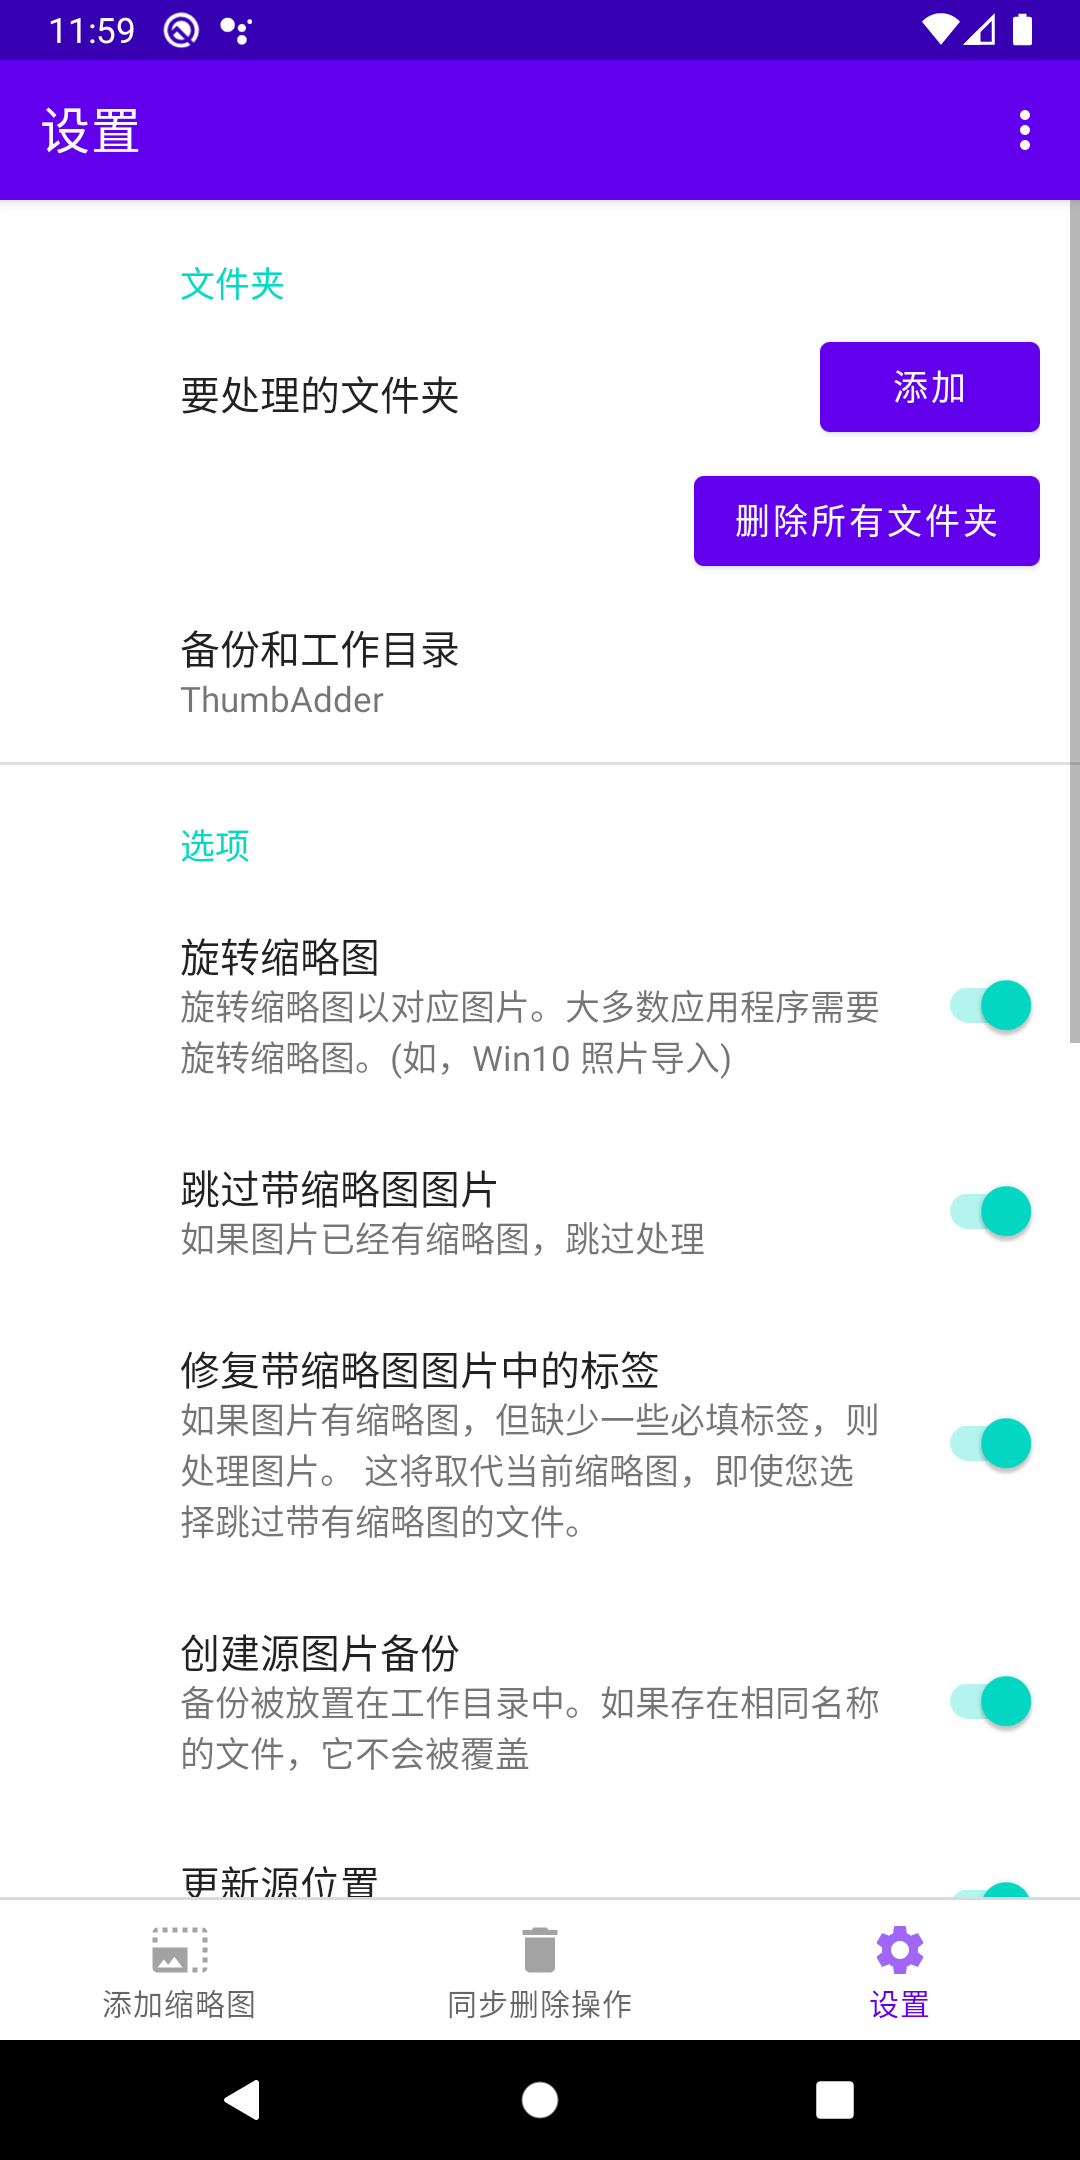 11:59
设置
文件夹
要处理的文件夹
添加
删除所有文件夹
备份和工作目录
ThumbAdder
选项
旋转缩略图
旋转缩略图以对应图片。大多数应用程序需要
旋转缩略图。(如，Win10 照片导入)
跳过带缩略图图片
如果图片已经有缩略图，跳过处理
修复带缩略图图片中的标签
如果图片有缩略图，但缺少一些必填标签，则
处理图片。 这将取代当前缩略图，即使您选
择跳过带有缩略图的文件。
创建源图片备份
备份被放置在工作目录中。如果存在相同名称
的文件，它不会被覆盖
更新源位置
添加缩略图
同步删除操作
设置